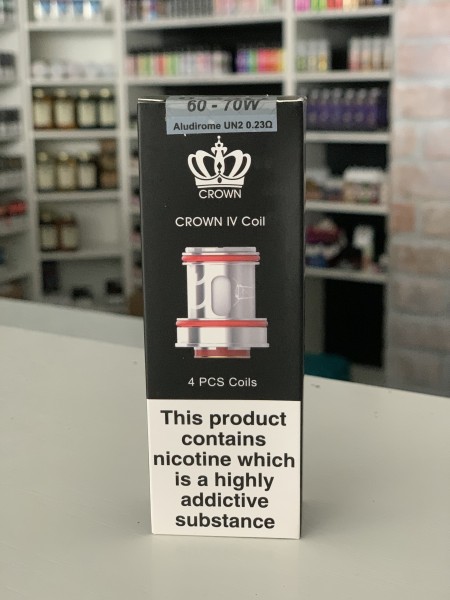 60 - 70W
Aludirome UN2 0.23Ω
CROWN
CROWN IV Coil
4 PCS Coils
This product
contains
nicotine which
is a highly
addictive
substance